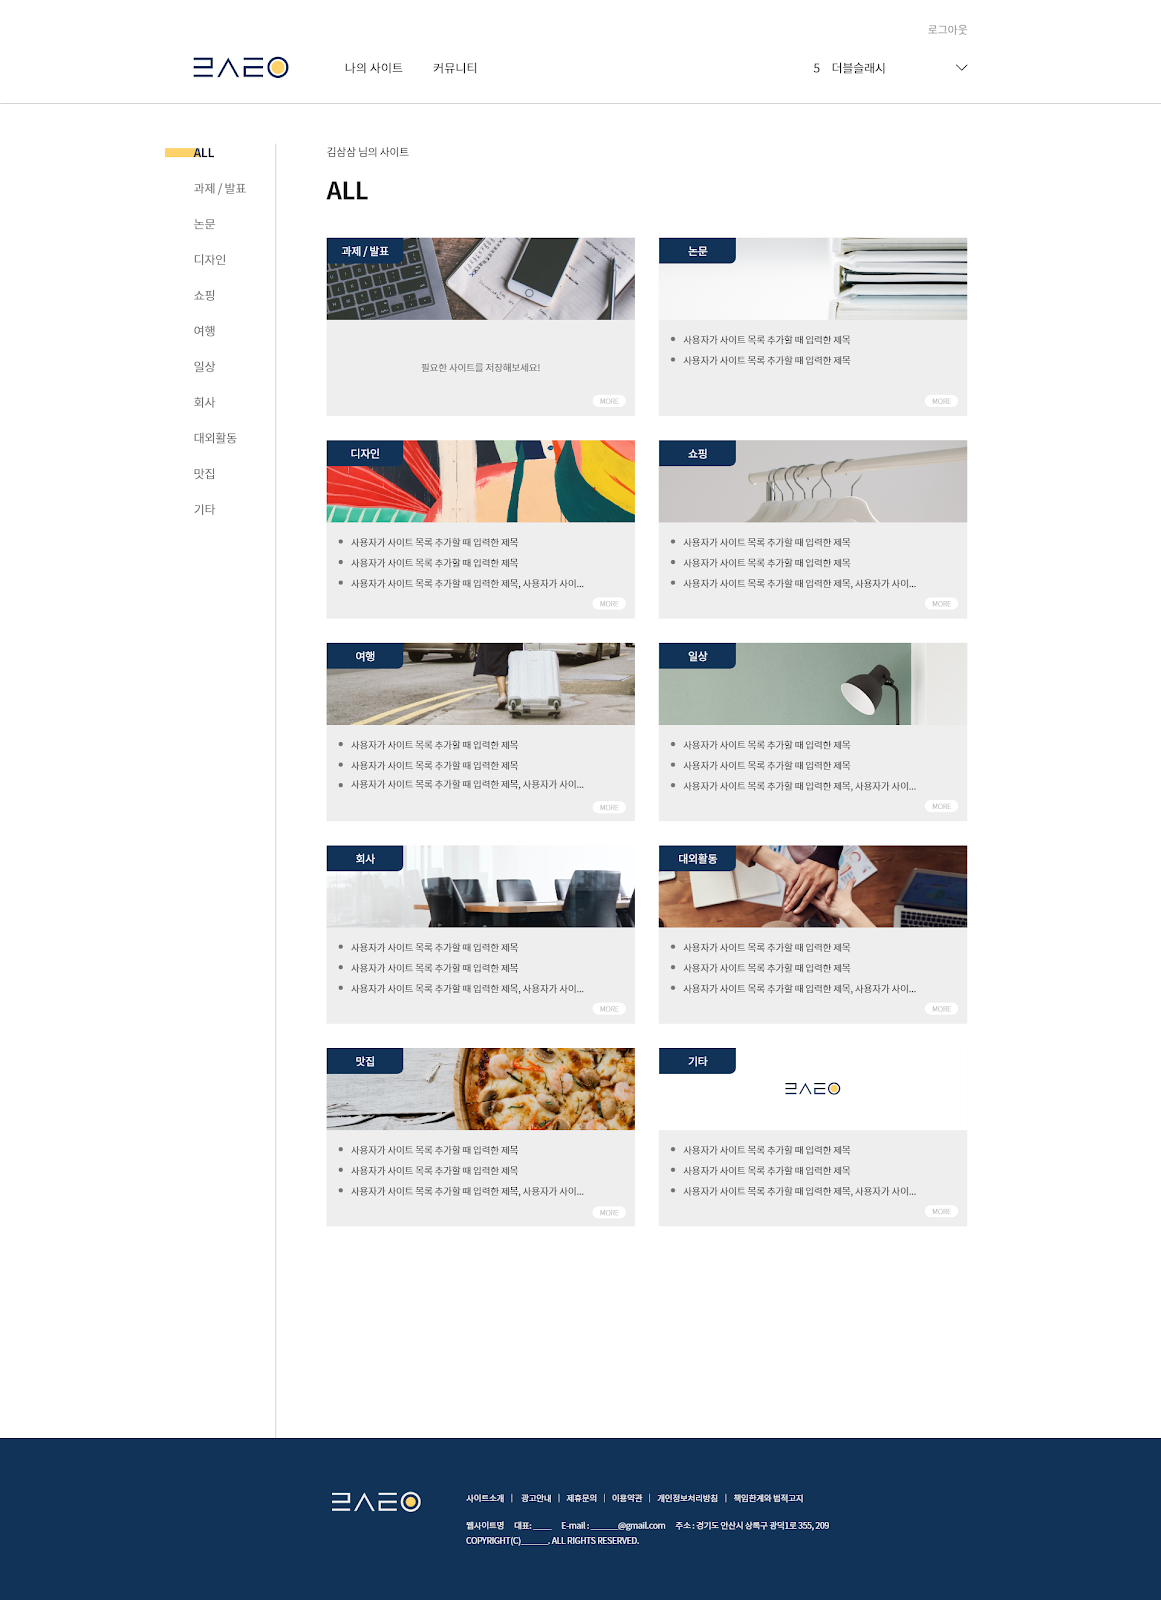 로그아웃
나의 사이트 커뮤니티 5 더블슬래시
ALL
과제 / 발표
논문
디자인
쇼핑
여행
일상
회사
대외활동
맛집
기타
김삼삼 님의 사이트
ALL
과제 / 발표
필요한 사이트를 저장해보세요!
MORE
논문
사용자가 사이트 목록 추가할 때 입력한 제목
사용자가 사이트 목록 추가할 때 입력한 제목
MORE
디자인
사용자가 사이트 목록 추가할 때 입력한 제목
사용자가 사이트 목록 추가할 때 입력한 제목
사용자가 사이트 목록 추가할 때 입력한 제목, 사용자가 사이...
MORE
쇼핑
사용자가 사이트 목록 추가할 때 입력한 제목
사용자가 사이트 목록 추가할 때 입력한 제목
사용자가 사이트 목록 추가할 때 입력한 제목, 사용자가 사이...
MORE
여행
사용자가 사이트 목록 추가할 때 입력한 제목
사용자가 사이트 목록 추가할 때 입력한 제목
사용자가 사이트 목록 추가할 때 입력한 제목, 사용자가 사이...
MORE
일상
사용자가 사이트 목록 추가할 때 입력한 제목
사용자가 사이트 목록 추가할 때 입력한 제목
사용자가 사이트 목록 추가할 때 입력한 제목, 사용자가 사이...
MORE
회사
사용자가 사이트 목록 추가할 때 입력한 제목
사용자가 사이트 목록 추가할 때 입력한 제목
사용자가 사이트 목록 추가할 때 입력한 제목, 사용자가 사이...
MORE
대외활동
사용자가 사이트 목록 추가할 때 입력한 제목
사용자가 사이트 목록 추가할 때 입력한 제목
사용자가 사이트 목록 추가할 때 입력한 제목, 사용자가 사이...
MORE
맛집
사용자가 사이트 목록 추가할 때 입력한 제목
사용자가 사이트 목록 추가할 때 입력한 제목
사용자가 사이트 목록 추가할 때 입력한 제목, 사용자가 사이...
MORE
기타
사용자가 사이트 목록 추가할 때 입력한 제목
사용자가 사이트 목록 추가할 때 입력한 제목
사용자가 사이트 목록 추가할 때 입력한 제목, 사용자가 사이...
MORE
사이트소개 | 광고안내 | 제휴문의 | 이용약관 | 개인정보처리방침 | 책임한계와 법적고지
웹사이트명 대표: ____ E-mail : ______@gmail.com 주소 : 경기도 안산시 상록구 광덕1로 355, 209
COPYRIGHT(C)______. ALL RIGHTS RESERVED.